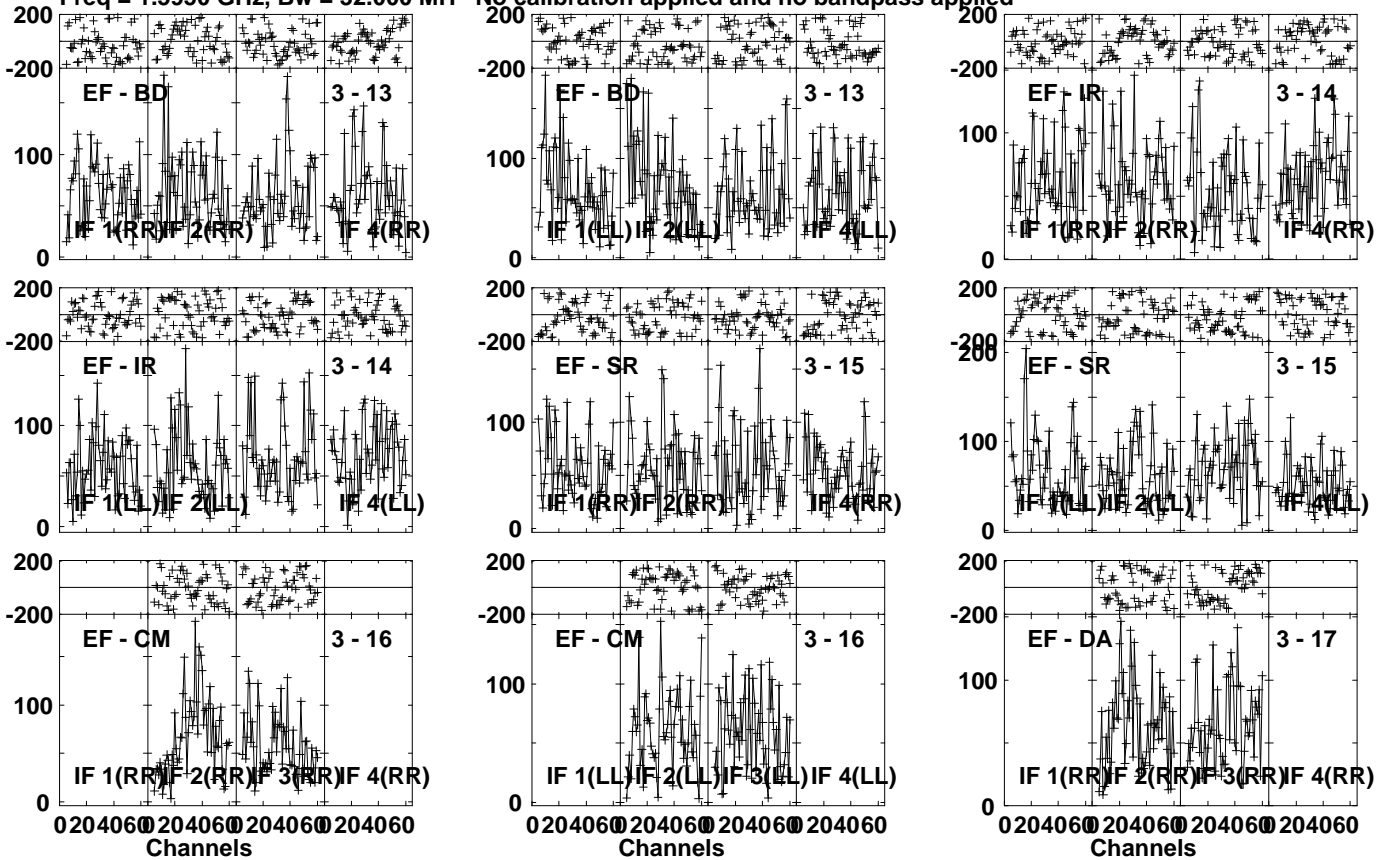 No calibration applied and no bandpass applied
200
-200
EF - BD 3 - 13
100
IF 1(RR) IF 2(RR) IF 4(RR)
0
EF - BD 3 - 13
100
IF 1(LL) IF 2(LL) IF 4(LL)
0
-200
EF - IR 3 - 14
100
IF 1(RR) IF 2(RR) IF 4(RR)
0
200
-200
EF - IR 3 - 14
100
IF 1(LL) IF 2(LL) IF 4(LL)
0
200
-200
EF - SR 3 - 15
100
IF 1(RR) IF 2(RR) IF 4(RR)
0
200
-200
200
EF - SR 3 - 15
100
IF 1(LL) IF 2(LL) IF 4(LL)
0
200
-200
EF - CM 3 - 16
100
IF 1(RR) IF 2(RR) IF 3(RR) IF 4(RR)
0
0 20 40 60 0 20 40 60 0 20 40 60 0 20 40 60
Channels
200
-200
EF - CM 3 - 16
100
IF 1(LL) IF 2(LL) IF 3(LL) IF 4(LL)
0
0 20 40 60 0 20 40 60 0 20 40 60 0 20 40 60
Channels
200
-200
EF - DA 3 - 17
100
IF 1(RR) IF 2(RR) IF 3(RR) IF 4(RR)
0
0 20 40 60 0 20 40 60 0 20 40 60 0 20 40 60
Channels